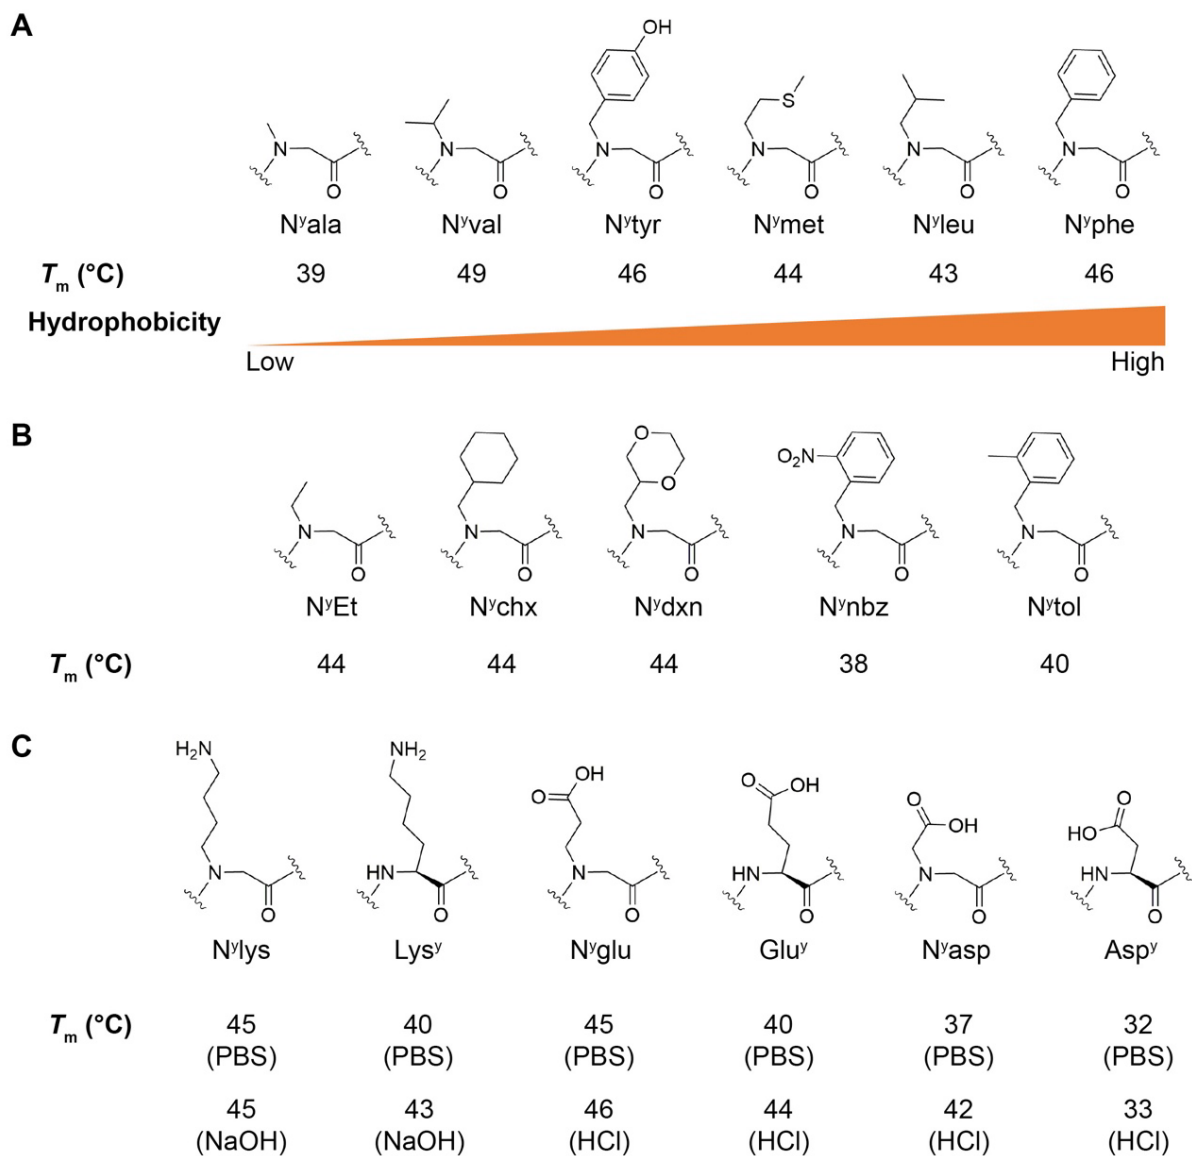 A
OH
S
N N N N N N
O O O O O O
Nʸala Nʸval Nʸtyr Nʸmet Nʸleu Nʸphe
Tm (°C) 39 49 46 44 43 46
Hydrophobicity
Low High
B
O
O₂N
O
N N N N N
O O O O O
NʸEt Nʸchx Nʸdxn Nʸnbz Nʸtol
Tm (°C) 44 44 44 38 40
C
H₂N NH₂
OH O OH O
O OH HO
N HN N HN N HN
O O O O O O
Nʸlys Lysʸ Nʸglu Gluʸ Nʸasp Aspʸ
Tm (°C) 45 40 45 40 37 32
(PBS) (PBS) (PBS) (PBS) (PBS) (PBS)
45 43 46 44 42 33
(NaOH) (NaOH) (HCl) (HCl) (HCl) (HCl)